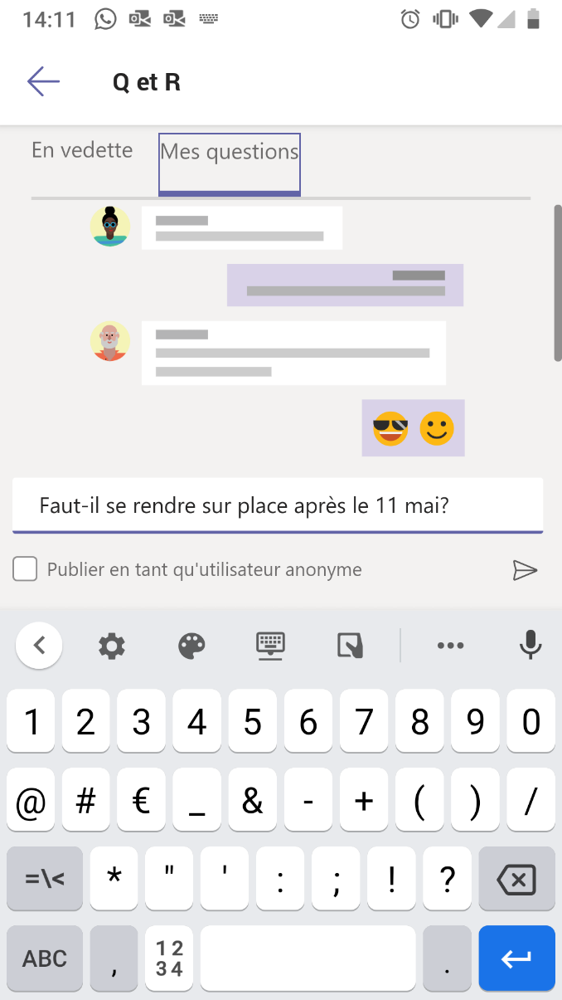 14:11
Q et R
En vedette Mes questions
Faut-il se rendre sur place après le 11 mai?
Publier en tant qu'utilisateur anonyme
1 2 3 4 5 6 7 8 9 0
@ # € _ & - + ( ) /
=\< * " ' : ; ! ?
ABC , 12 .
34